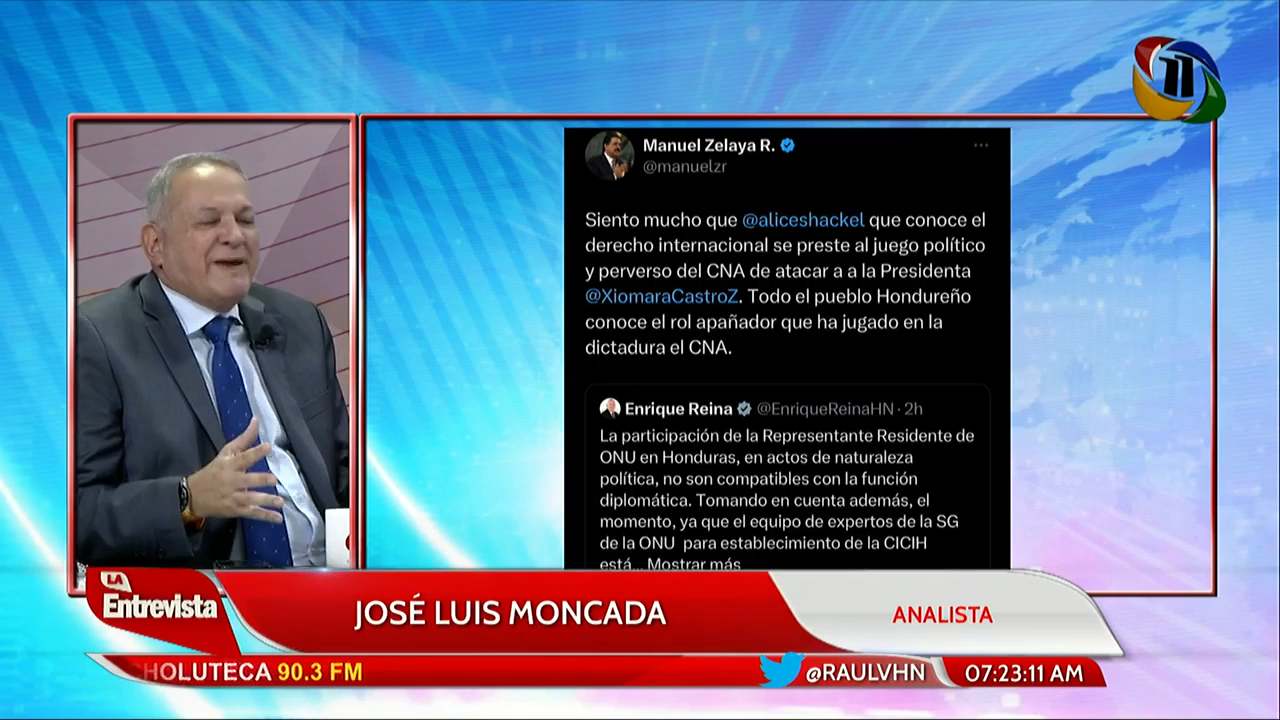 11
Manuel Zelaya R.
@manuelzr
Siento mucho que @aliceshackel que conoce el
derecho internacional se preste al juego político
y perverso del CNA de atacar a a la Presidenta
@XiomaraCastroZ. Todo el pueblo Hondureño
conoce el rol apañador que ha jugado en la
dictadura el CNA.
Enrique Reina @EnriqueReinaHN · 2h
La participación de la Representante Residente de
ONU en Honduras, en actos de naturaleza
política, no son compatibles con la función
diplomática. Tomando en cuenta además, el
momento, ya que el equipo de expertos de la SG
de la ONU para establecimiento de la CICIH
está... Mostrar más
LA
Entrevista
JOSÉ LUIS MONCADA
ANALISTA
HOLUTECA 90.3 FM
@RAULVHN
07:23:11 AM